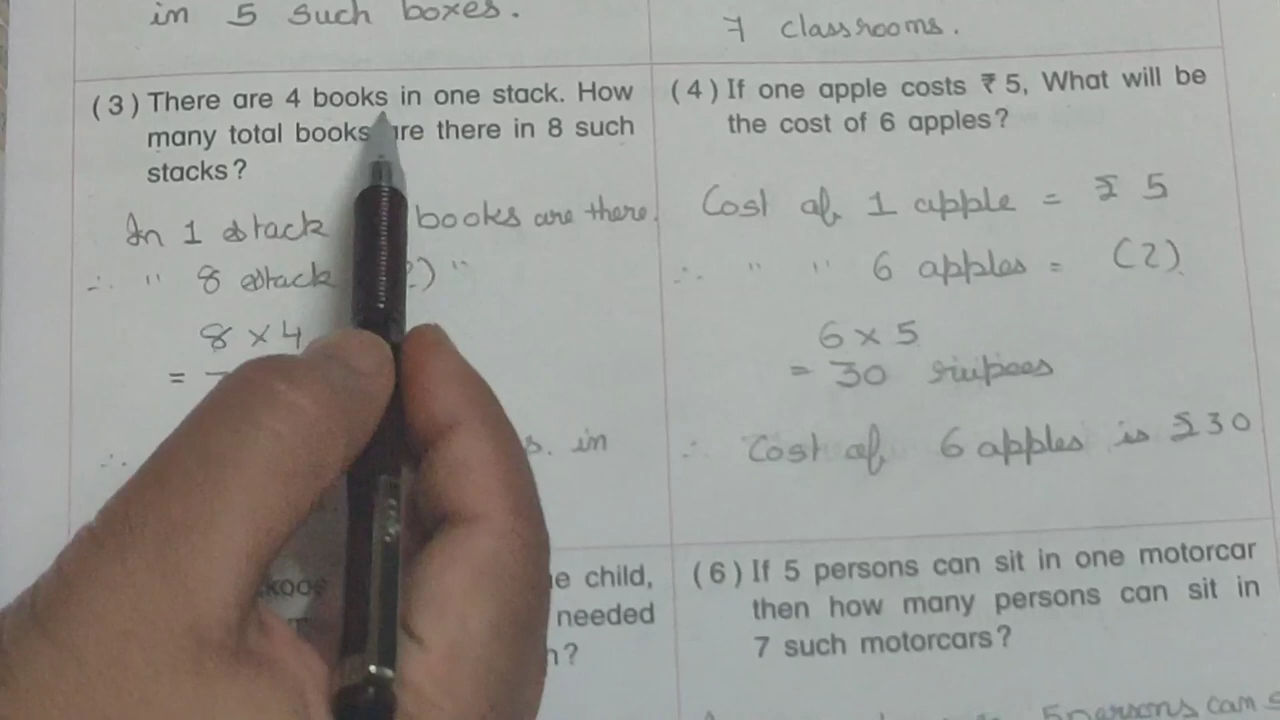 in 5 such boxes.
7 classrooms.
(3) There are 4 books in one stack. How
many total books are there in 8 such
stacks?
In 1 stack books are there.
∴ " 8 stack ?) "
8 × 4
=
∴ s. in
(4) If one apple costs ₹ 5, What will be
the cost of 6 apples?
Cost of 1 apple = ₹ 5
∴ " " 6 apples = (?)
6 × 5
= 30 rupees
∴ Cost of 6 apples is ₹30
e child,
needed
?
(6) If 5 persons can sit in one motorcar
then how many persons can sit in
7 such motorcars?
5 persons can